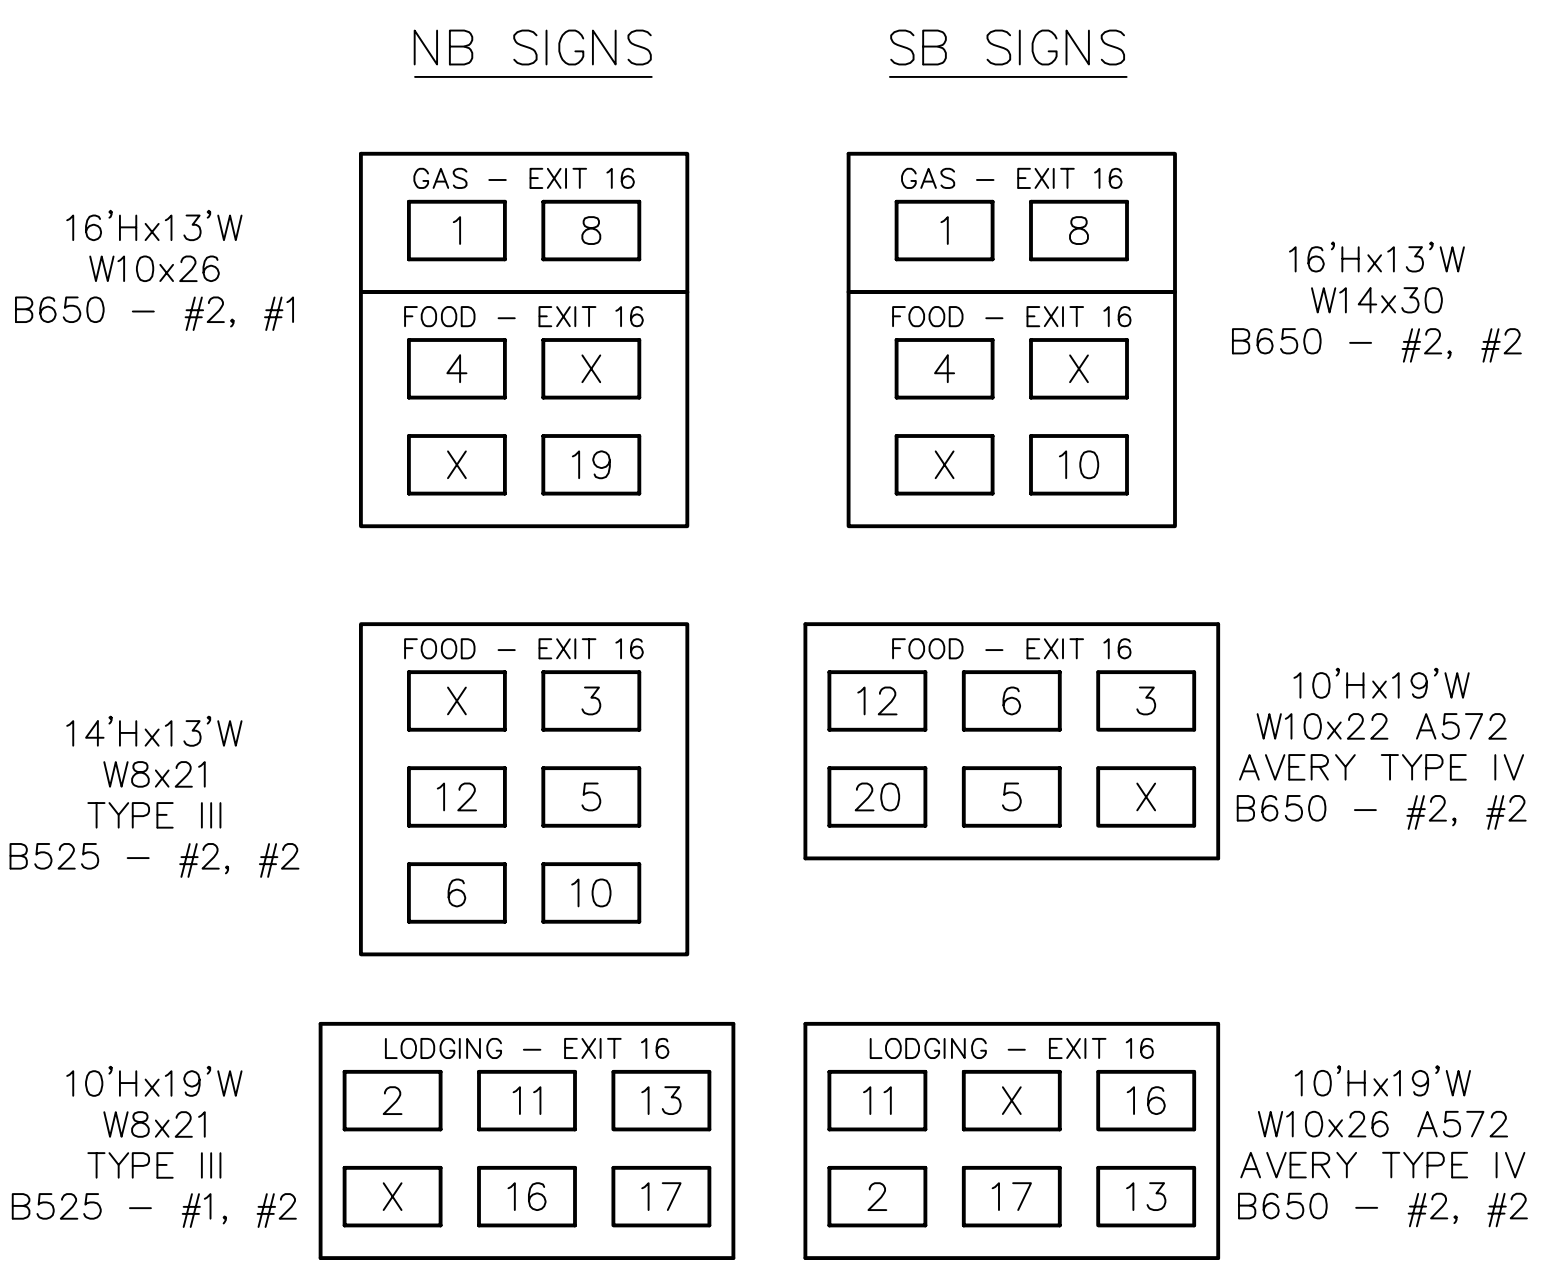 NB SIGNS
SB SIGNS
16'Hx13'W
W10x26
B650 – #2, #1
GAS – EXIT 16
1 8
FOOD – EXIT 16
4 X
X 19
GAS – EXIT 16
1 8
FOOD – EXIT 16
4 X
X 10
16'Hx13'W
W14x30
B650 – #2, #2
14'Hx13'W
W8x21
TYPE III
B525 – #2, #2
FOOD – EXIT 16
X 3
12 5
6 10
FOOD – EXIT 16
12 6 3
20 5 X
10'Hx19'W
W10x22 A572
AVERY TYPE IV
B650 – #2, #2
10'Hx19'W
W8x21
TYPE III
B525 – #1, #2
LODGING – EXIT 16
2 11 13
X 16 17
LODGING – EXIT 16
11 X 16
2 17 13
10'Hx19'W
W10x26 A572
AVERY TYPE IV
B650 – #2, #2